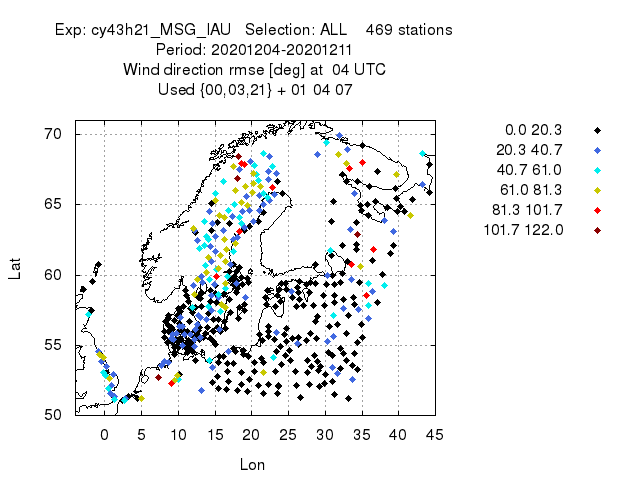 Exp: cy43h21_MSG_IAU Selection: ALL 469 stations
Period: 20201204-20201211
Wind direction rmse [deg] at 04 UTC
Used {00,03,21} + 01 04 07
0.0 20.3
20.3 40.7
40.7 61.0
61.0 81.3
81.3 101.7
101.7 122.0
70
65
60
55
50
Lat
0 5 10 15 20 25 30 35 40 45
Lon